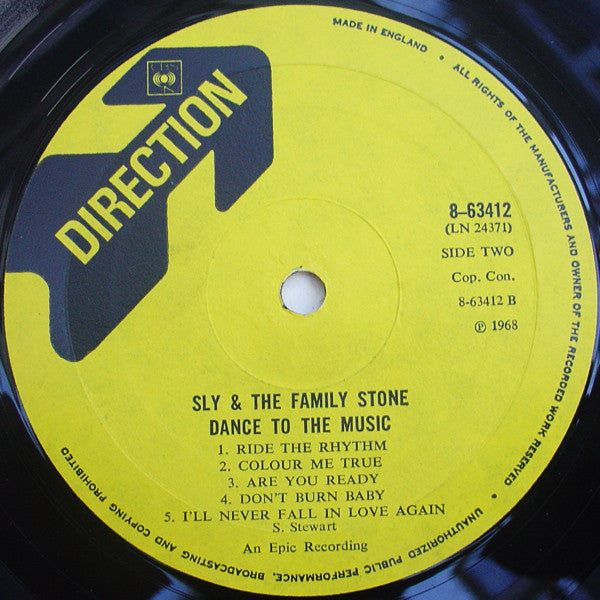 MADE IN ENGLAND • ALL RIGHTS OF THE MANUFACTURERS AND OWNER OF THE RECORDED WORK RESERVED • UNAUTHORIZED PUBLIC PERFORMANCE, BROADCASTING AND COPYING PROHIBITED
CBS
DIRECTION
8–63412
(LN 24371)
SIDE TWO
Cop. Con.
8-63412 B
℗ 1968
SLY & THE FAMILY STONE
DANCE TO THE MUSIC
1. RIDE THE RHYTHM
2. COLOUR ME TRUE
3. ARE YOU READY
4. DON'T BURN BABY
5. I'LL NEVER FALL IN LOVE AGAIN
S. Stewart
An Epic Recording